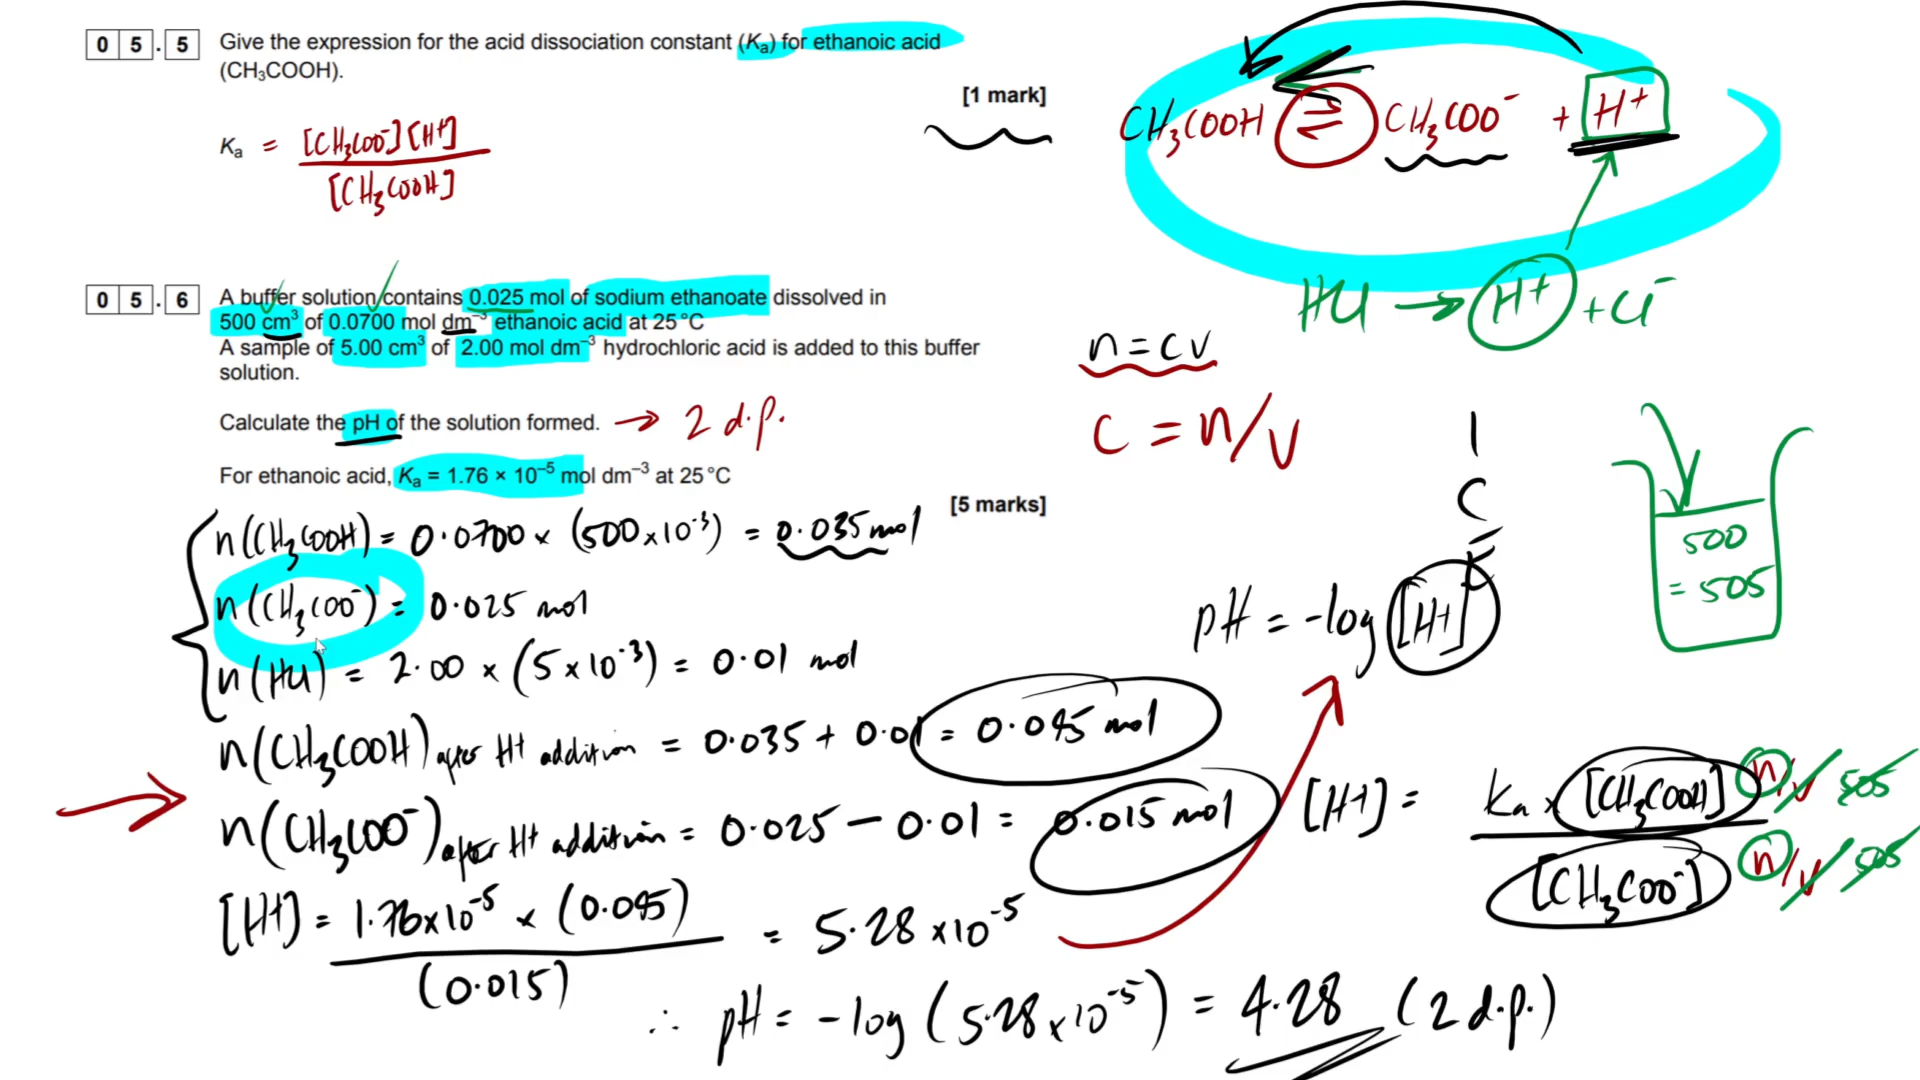 05.5 Give the expression for the acid dissociation constant (Kₐ) for ethanoic acid
(CH₃COOH).
[1 mark]
Kₐ = [CH₃COO⁻][H⁺] / [CH₃COOH]
CH₃COOH ⇌ CH₃COO⁻ + H⁺
HCl → H⁺ + Cl⁻
05.6 A buffer solution contains 0.025 mol of sodium ethanoate dissolved in
500 cm³ of 0.0700 mol dm⁻³ ethanoic acid at 25 °C
A sample of 5.00 cm³ of 2.00 mol dm⁻³ hydrochloric acid is added to this buffer
solution.
n = cv
c = n/v
Calculate the pH of the solution formed. → 2 d.p.
For ethanoic acid, Kₐ = 1.76 × 10⁻⁵ mol dm⁻³ at 25 °C
[5 marks]
I
C
E
500
= 505
n(CH₃COOH) = 0.0700 × (500×10⁻³) = 0.035 mol
n(CH₃COO⁻) = 0.025 mol
n(HCl) = 2.00 × (5×10⁻³) = 0.01 mol
pH = -log [H⁺]
n(CH₃COOH) after H⁺ addition = 0.035 + 0.01 = 0.045 mol
n(CH₃COO⁻) after H⁺ addition = 0.025 − 0.01 = 0.015 mol
[H⁺] = Ka × [CH₃COOH] n/v 505
[CH₃COO⁻] n/v 505
[H⁺] = 1.76×10⁻⁵ × (0.045) / (0.015) = 5.28 ×10⁻⁵
∴ pH = -log (5.28×10⁻⁵) = 4.28 (2 d.p.)